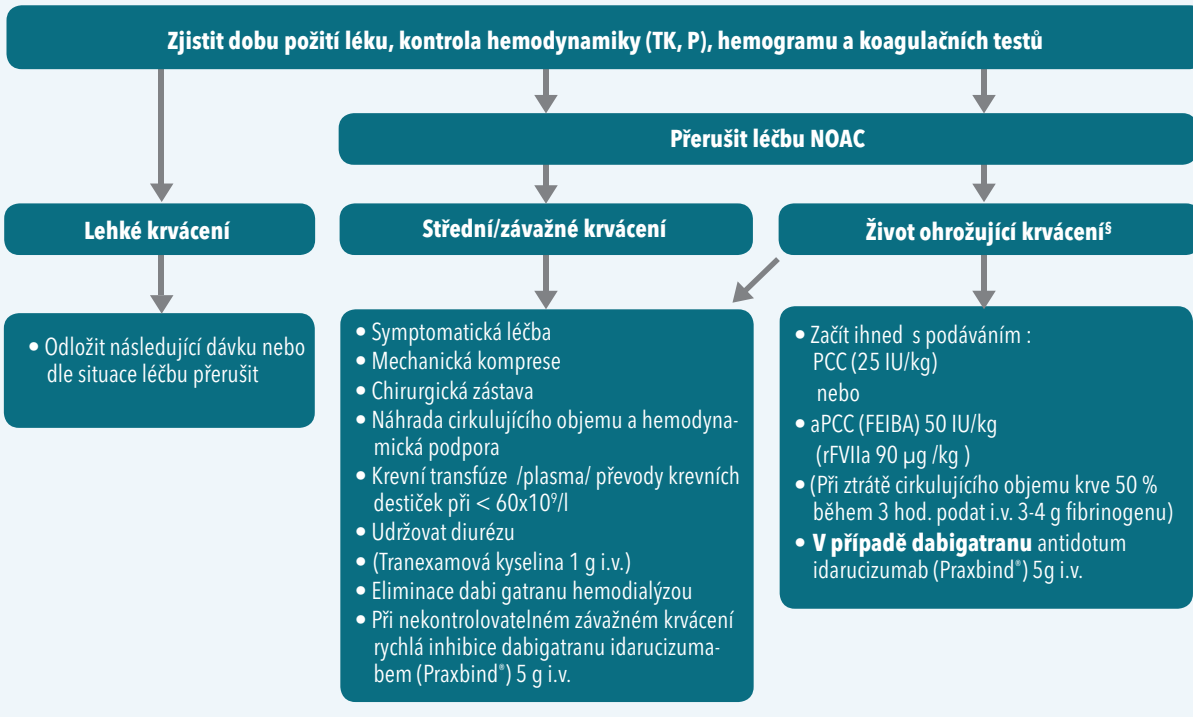 Zjistit dobu požití léku, kontrola hemodynamiky (TK, P), hemogramu a koagulačních testů
Přerušit léčbu NOAC
Lehké krvácení
Střední/závažné krvácení
Život ohrožující krvácení§
• Odložit následující dávku nebo
dle situace léčbu přerušit
• Symptomatická léčba
• Mechanická komprese
• Chirurgická zástava
• Náhrada cirkulujícího objemu a hemodyna-
mická podpora
• Krevní transfúze /plasma/ převody krevních
destiček při < 60x10⁹/l
• Udržovat diurézu
• (Tranexamová kyselina 1 g i.v.)
• Eliminace dabi gatranu hemodialýzou
• Při nekontrolovatelném závažném krvácení
rychlá inhibice dabigatranu idarucizuma-
bem (Praxbind®) 5 g i.v.
• Začít ihned s podáváním :
PCC (25 IU/kg)
nebo
• aPCC (FEIBA) 50 IU/kg
(rFVIIa 90 µg /kg )
• (Při ztrátě cirkulujícího objemu krve 50 %
během 3 hod. podat i.v. 3-4 g fibrinogenu)
• V případě dabigatranu antidotum
idarucizumab (Praxbind®) 5g i.v.